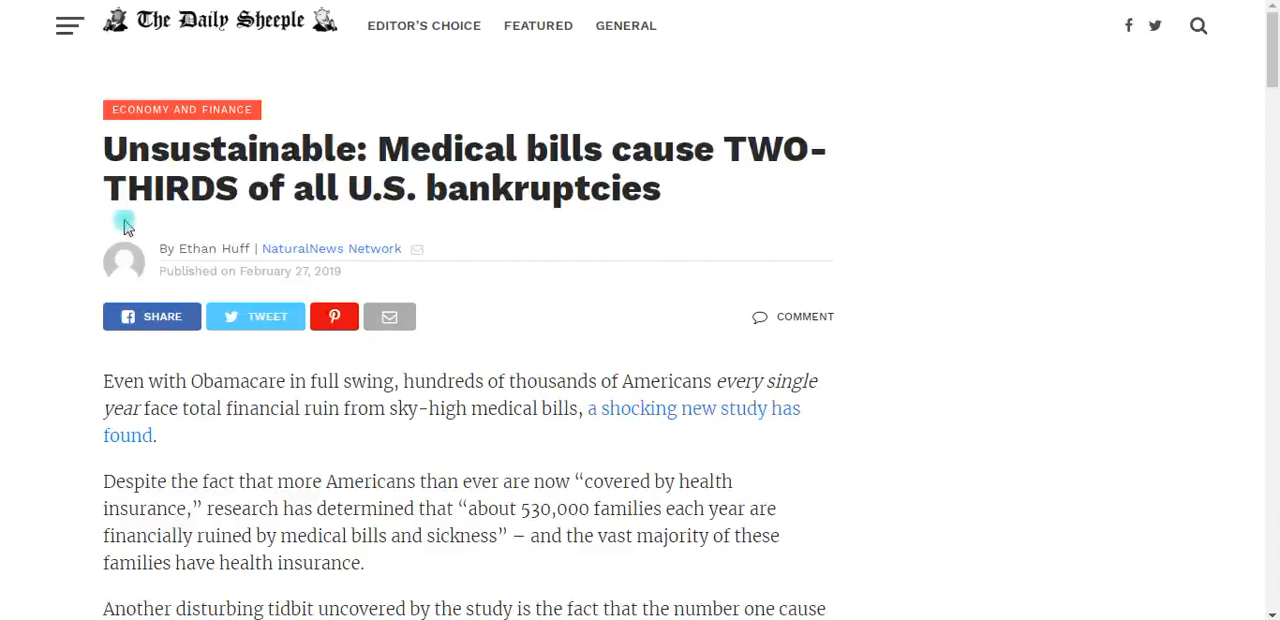 The Daily Sheeple
EDITOR'S CHOICE
FEATURED
GENERAL
ECONOMY AND FINANCE
Unsustainable: Medical bills cause TWO-
THIRDS of all U.S. bankruptcies
By Ethan Huff | NaturalNews Network
Published on February 27, 2019
SHARE
TWEET
COMMENT
Even with Obamacare in full swing, hundreds of thousands of Americans every single
year face total financial ruin from sky-high medical bills, a shocking new study has
found.
Despite the fact that more Americans than ever are now “covered by health
insurance,” research has determined that “about 530,000 families each year are
financially ruined by medical bills and sickness” – and the vast majority of these
families have health insurance.
Another disturbing tidbit uncovered by the study is the fact that the number one cause